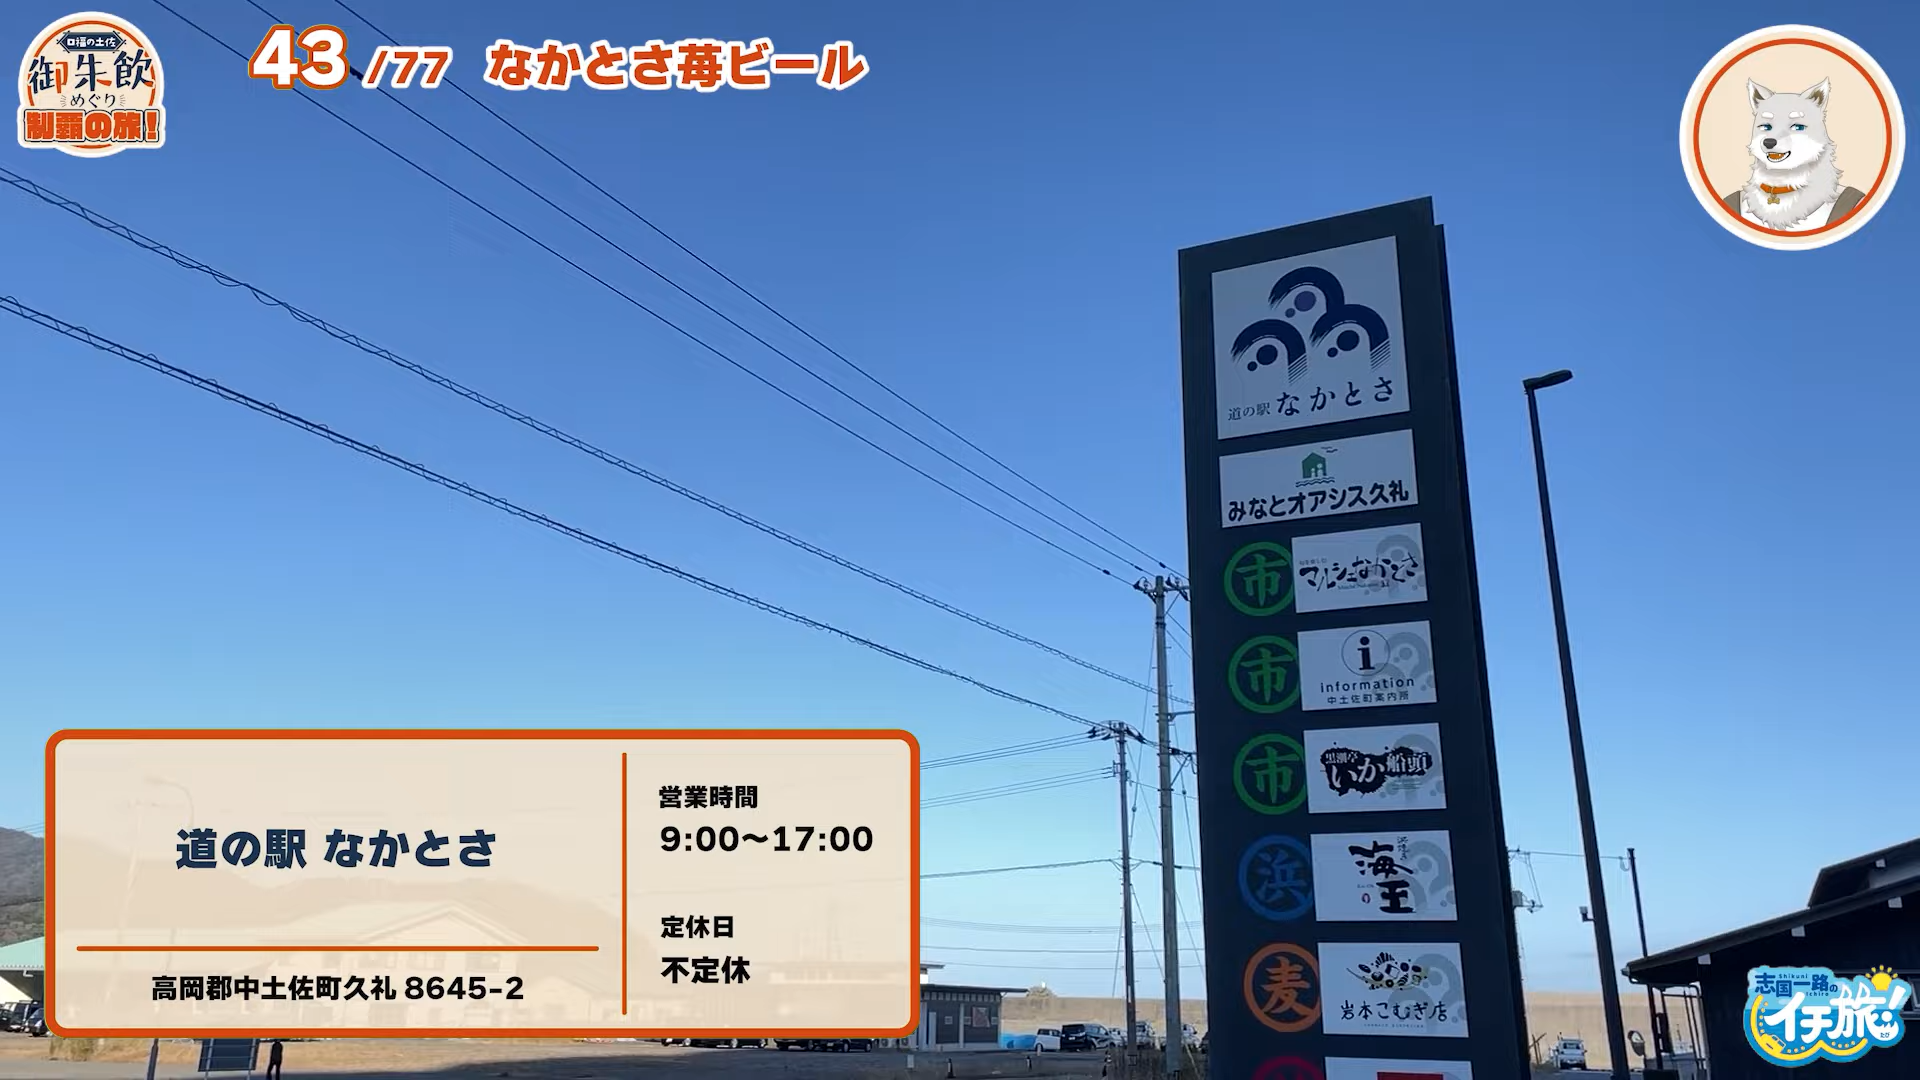 口福の土佐
御朱飲
めぐり
制覇の旅!
43/77 なかとさ苺ビール
道の駅 なかとさ
みなとオアシス久礼
市 マルシェなかとさ
市 i
information
中土佐町案内所
市 黒潮亭
いか船頭
浜 浜焼き
海王
麦 岩本こむぎ店
道の駅 なかとさ
高岡郡中土佐町久礼 8645-2
営業時間
9:00〜17:00
定休日
不定休
Shikuni
志国一路の
Ichiro
イチ旅!